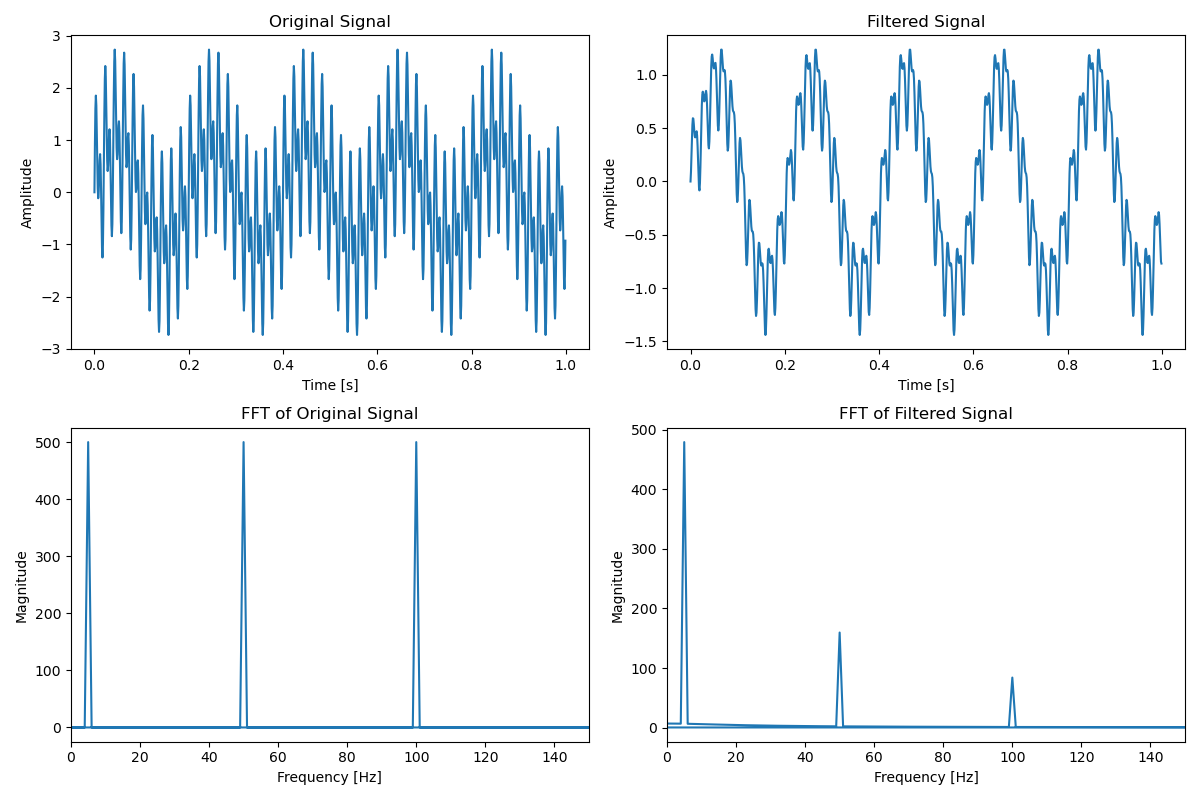 Original Signal
3
2
1
0
−1
−2
−3
Amplitude
0.0 0.2 0.4 0.6 0.8 1.0
Time [s]
Filtered Signal
1.0
0.5
0.0
−0.5
−1.0
−1.5
Amplitude
0.0 0.2 0.4 0.6 0.8 1.0
Time [s]
FFT of Original Signal
500
400
300
200
100
0
Magnitude
0 20 40 60 80 100 120 140
Frequency [Hz]
FFT of Filtered Signal
500
400
300
200
100
0
Magnitude
0 20 40 60 80 100 120 140
Frequency [Hz]